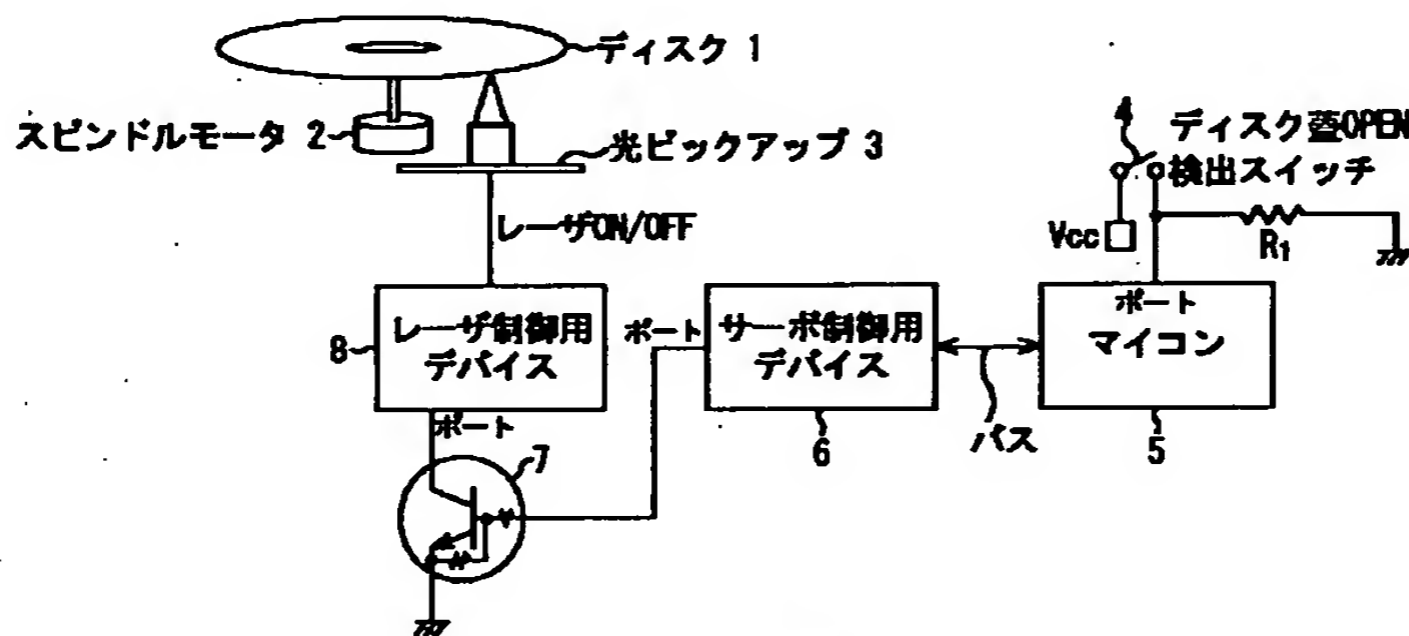 ディスク 1
スピンドルモータ 2
光ピックアップ 3
レーザON/OFF
4
ディスク蓋OPEN
検出スイッチ
Vcc
R1
8
レーザ制御用
デバイス
ポート
7
ポート
サーボ制御用
デバイス
6
バス
ポート
マイコン
5